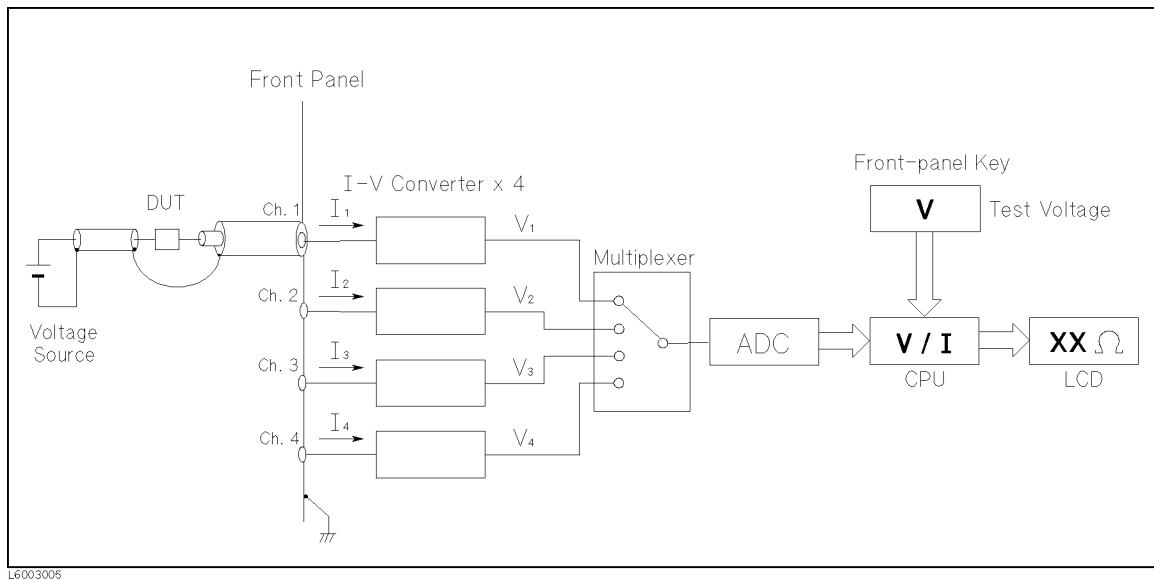 Front Panel
Front-panel Key
I-V Converter x 4
DUT
Ch. 1
I1
V1
V
Test Voltage
Multiplexer
Ch. 2
I2
V2
Voltage
Source
ADC
V / I
XX Ω
CPU
LCD
Ch. 3
I3
V3
Ch. 4
I4
V4
L6003005